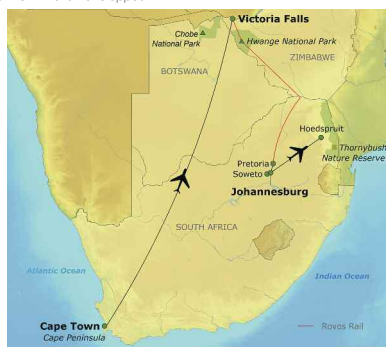 Victoria Falls
Chobe
National Park
Hwange National Park
ZIMBABWE
BOTSWANA
Hoedspruit
Thornybush
Nature Reserve
Pretoria
Soweto
Johannesburg
SOUTH AFRICA
Atlantic Ocean
Indian Ocean
Cape Town
Cape Peninsula
Rovos Rail